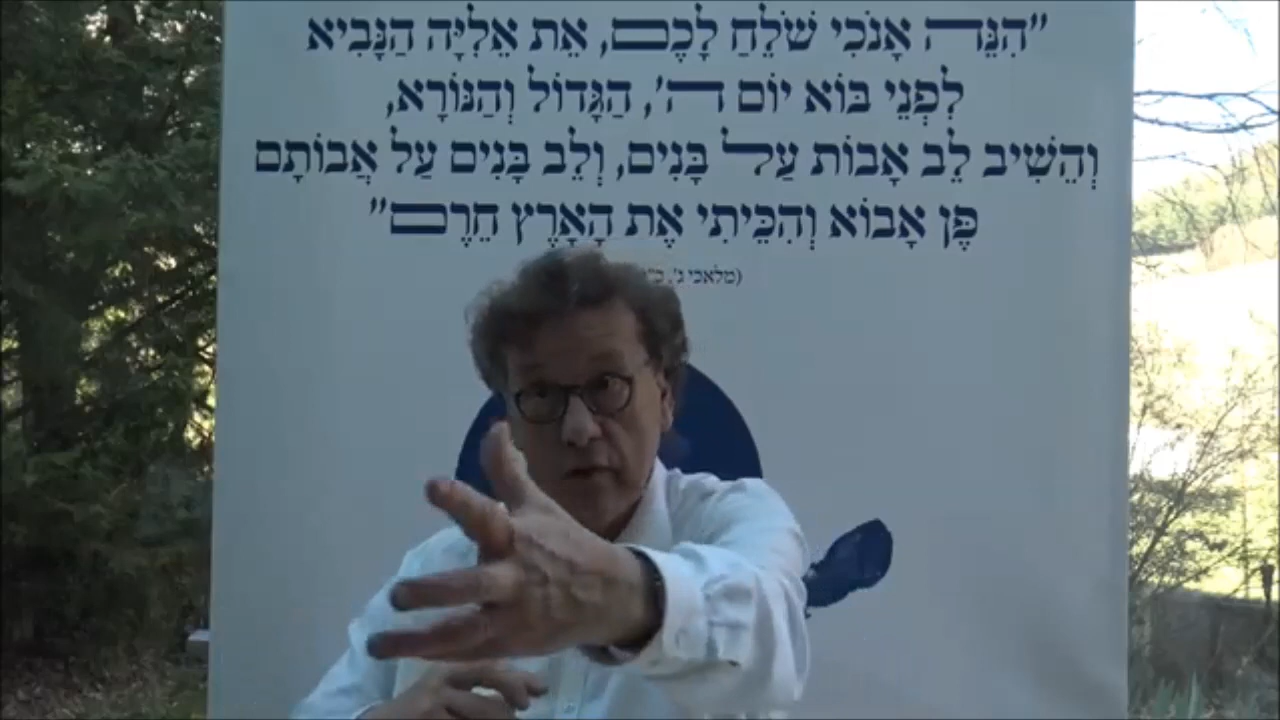 "הִנֵּה אָנֹכִי שֹׁלֵחַ לָכֶם, אֵת אֵלִיָּה הַנָּבִיא
לִפְנֵי בּוֹא יוֹם ה', הַגָּדוֹל וְהַנּוֹרָא,
וְהֵשִׁיב לֵב אָבוֹת עַל בָּנִים, וְלֵב בָּנִים עַל אֲבוֹתָם
פֶּן אָבוֹא וְהִכֵּיתִי אֶת הָאָרֶץ חֵרֶם"
(מלאכי ג',